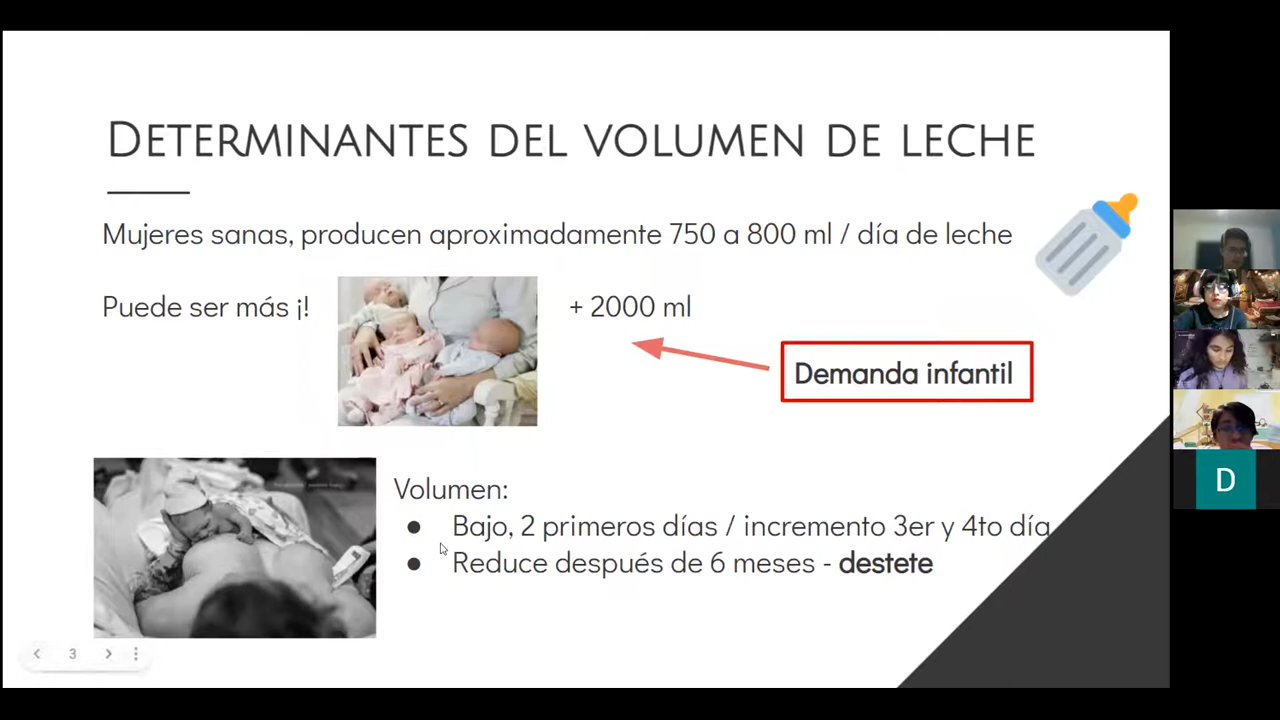 DETERMINANTES DEL VOLUMEN DE LECHE
Mujeres sanas, producen aproximadamente 750 a 800 ml / día de leche
Puede ser más ¡!
+ 2000 ml
Demanda infantil
Volumen:
● Bajo, 2 primeros días / incremento 3er y 4to día
● Reduce después de 6 meses - destete
3
D